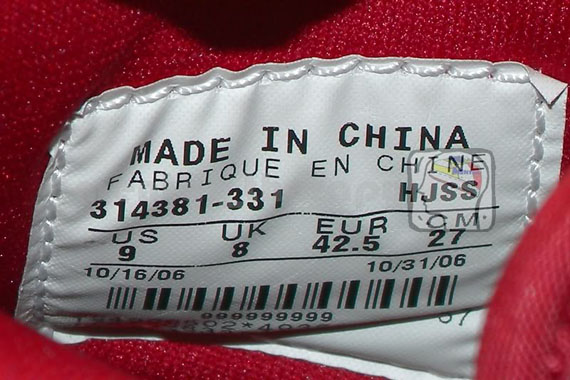 MADE IN CHINA
FABRIQUE EN CHINE
314381-331 HJSS
US UK EUR CM
9 8 42.5 27
10/16/06 10/31/06
999999999